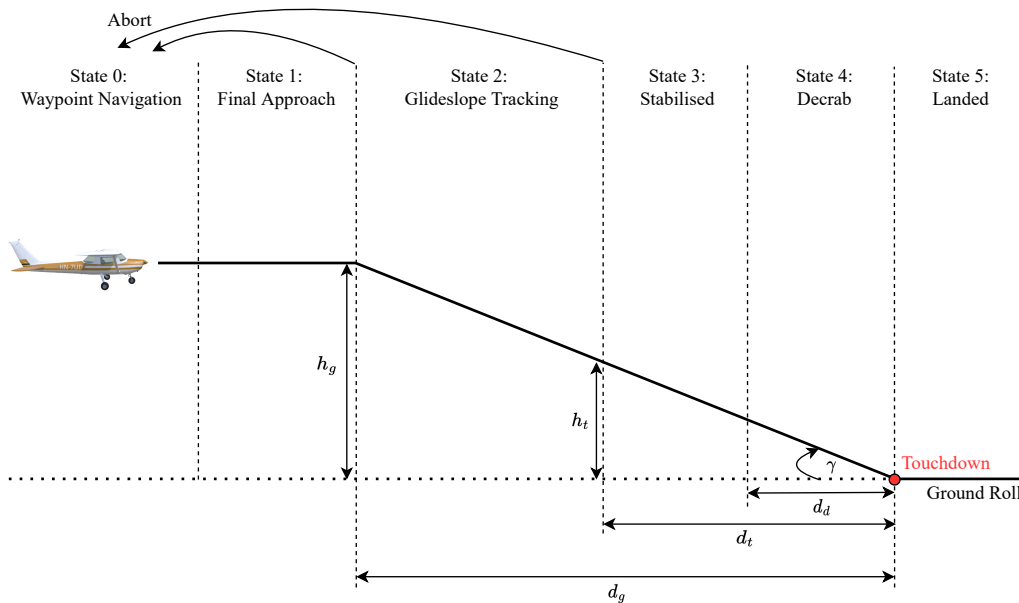 Abort
State 0:
Waypoint Navigation
State 1:
Final Approach
State 2:
Glideslope Tracking
State 3:
Stabilised
State 4:
Decrab
State 5:
Landed
h_g
h_t
γ
Touchdown
Ground Roll
d_d
d_t
d_g